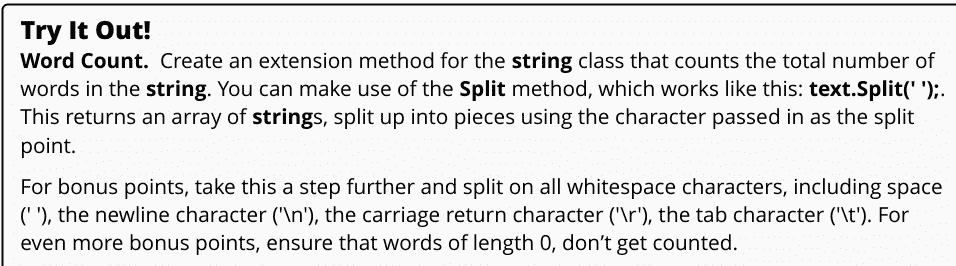 Try It Out!
Word Count. Create an extension method for the string class that counts the total number of
words in the string. You can make use of the Split method, which works like this: text.Split(' ');.
This returns an array of strings, split up into pieces using the character passed in as the split
point.
For bonus points, take this a step further and split on all whitespace characters, including space
(' '), the newline character ('\n'), the carriage return character ('\r'), the tab character ('\t'). For
even more bonus points, ensure that words of length 0, don’t get counted.